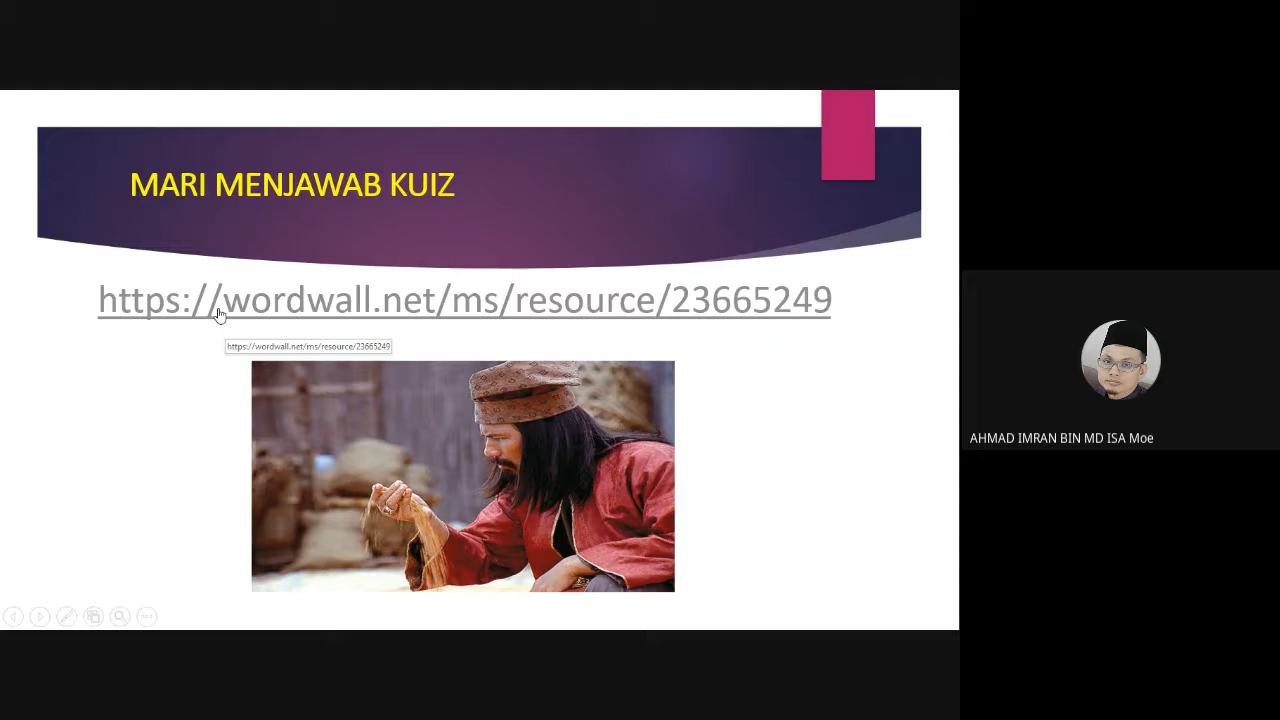 MARI MENJAWAB KUIZ
https://wordwall.net/ms/resource/23665249
https://wordwall.net/ms/resource/23665249
AHMAD IMRAN BIN MD ISA Moe